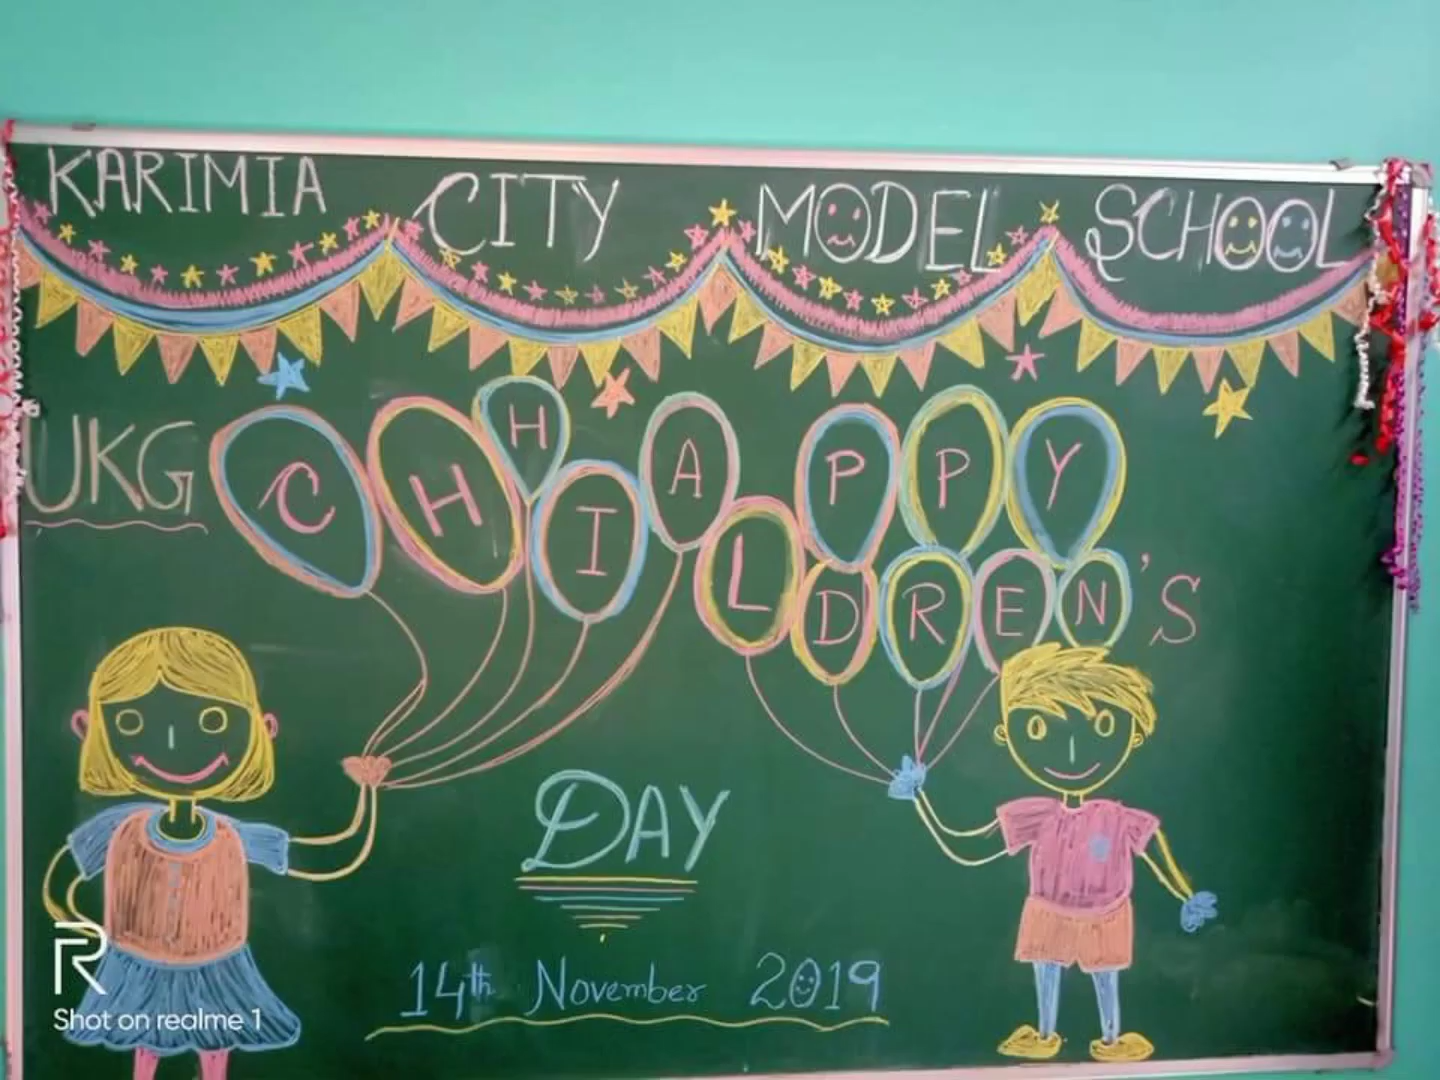 KARIMIA CITY MODEL SCHOOL
UKG
HAPPY
CHILDREN'S
DAY
14th November 2019
R
Shot on realme 1